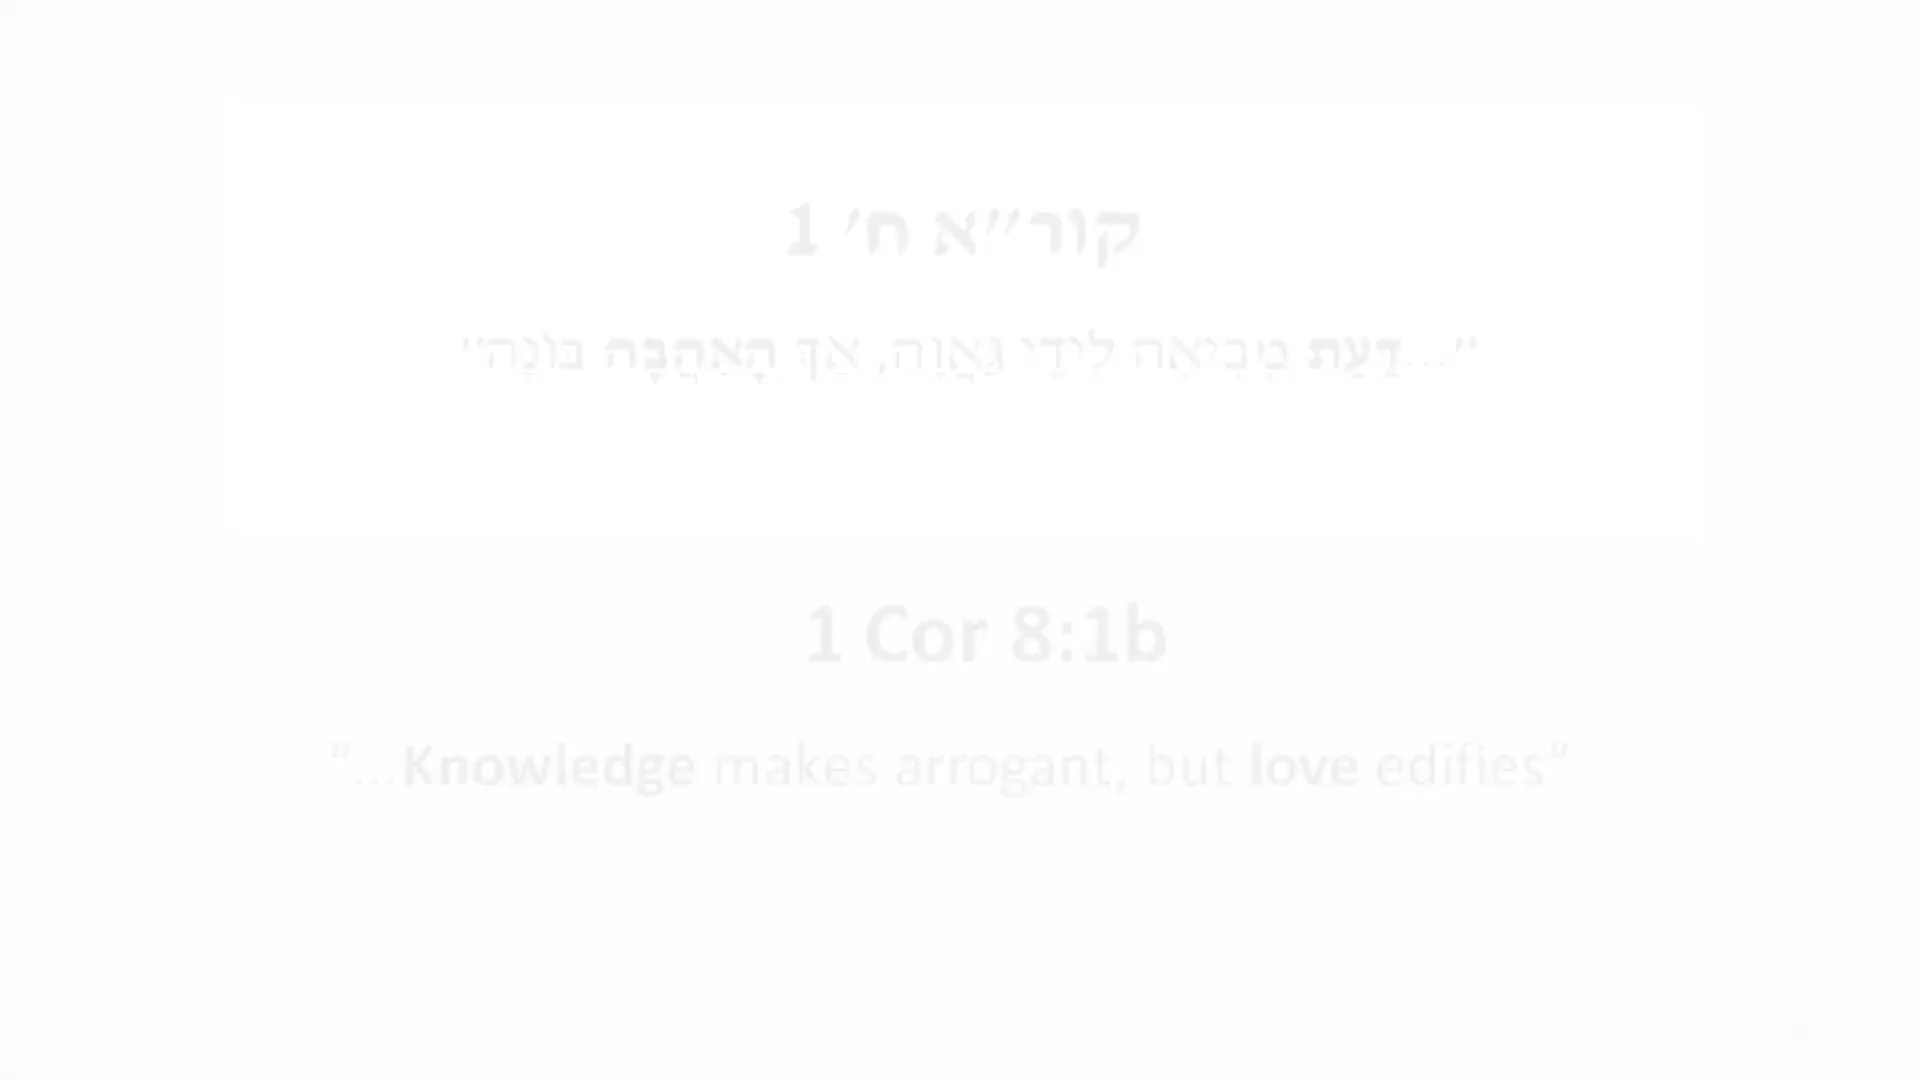 קור״א ח׳ 1
״...דַּעַת מְבִיאָה לִידֵי גַּאֲוָה, אַךְ הָאַהֲבָה בּוֹנָה״
1 Cor 8:1b
"...Knowledge makes arrogant, but love edifies"